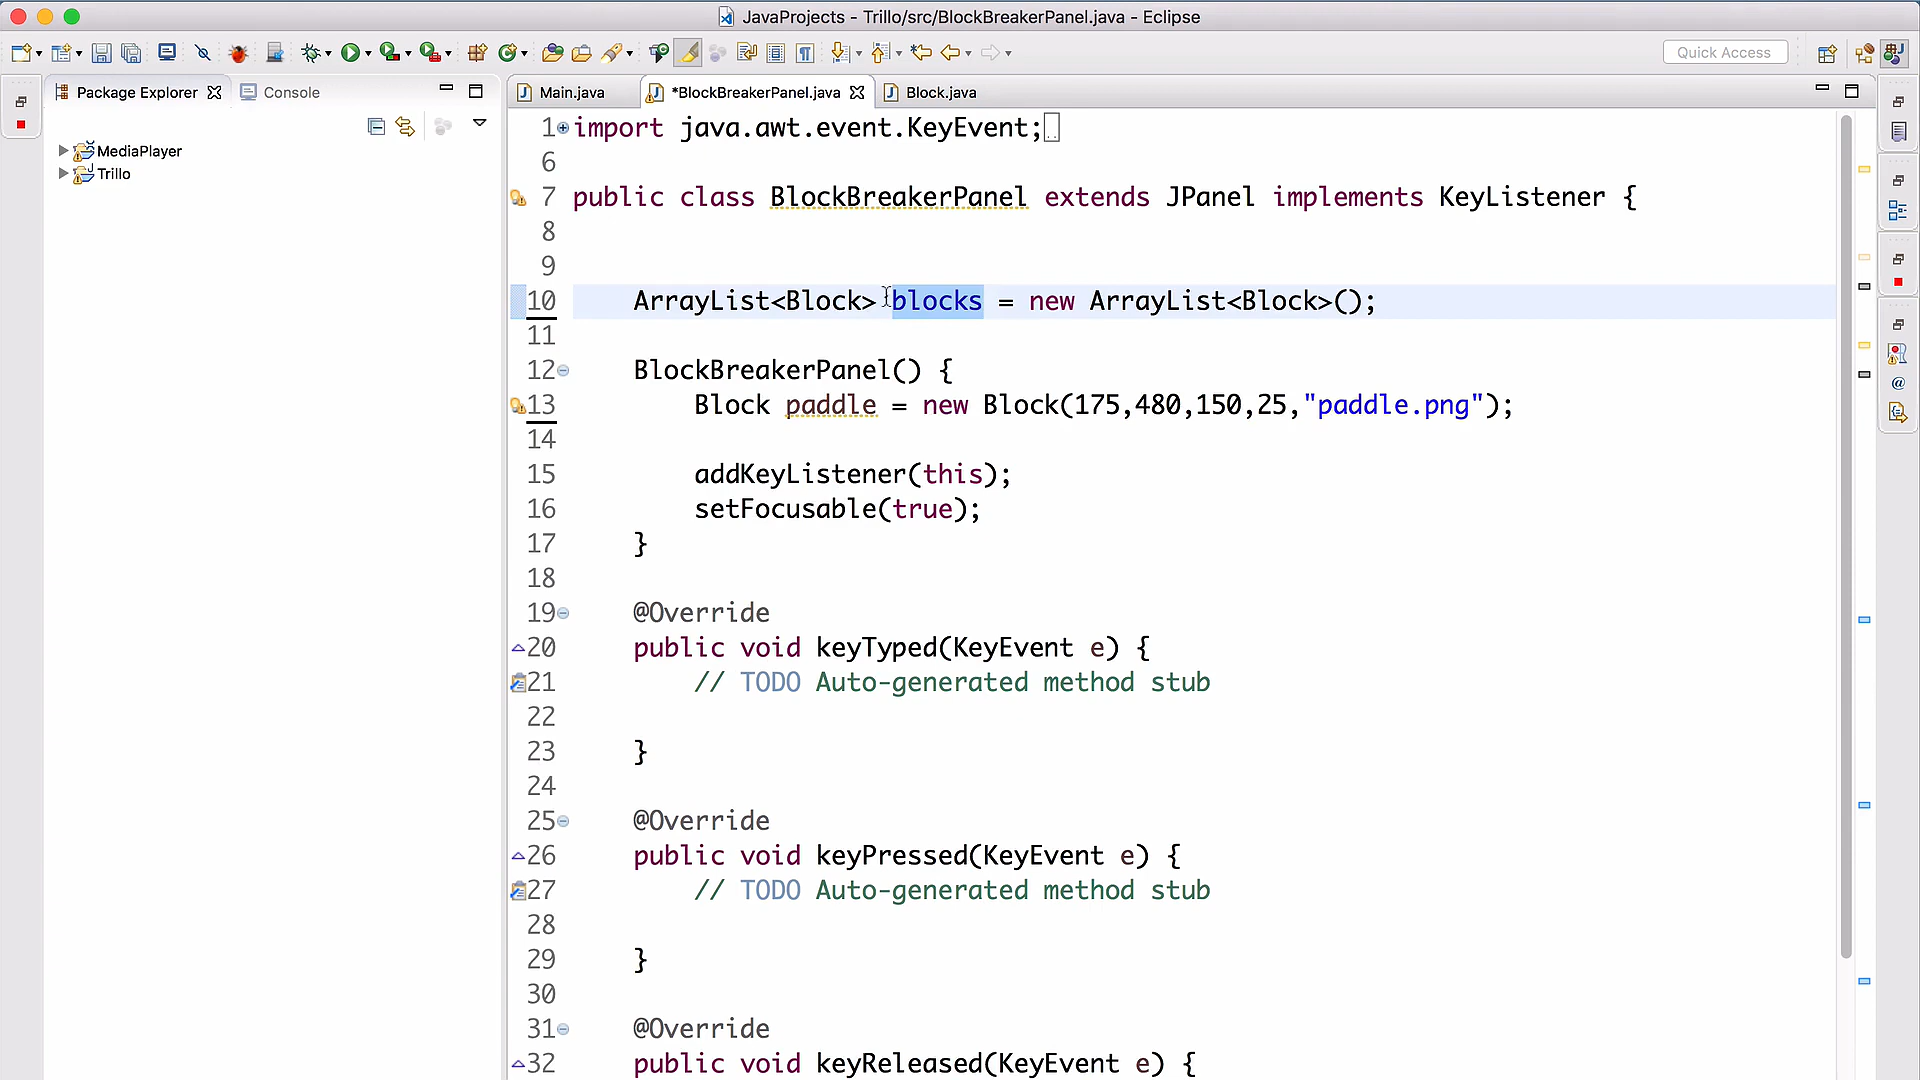 JavaProjects - Trillo/src/BlockBreakerPanel.java - Eclipse
Quick Access
Package Explorer
Console
Main.java
*BlockBreakerPanel.java
Block.java
MediaPlayer
Trillo
1 import java.awt.event.KeyEvent;
6
7 public class BlockBreakerPanel extends JPanel implements KeyListener {
8
9
10 ArrayList<Block> blocks = new ArrayList<Block>();
11
12 BlockBreakerPanel() {
13 Block paddle = new Block(175,480,150,25,"paddle.png");
14
15 addKeyListener(this);
16 setFocusable(true);
17 }
18
19 @Override
20 public void keyTyped(KeyEvent e) {
21 // TODO Auto-generated method stub
22
23 }
24
25 @Override
26 public void keyPressed(KeyEvent e) {
27 // TODO Auto-generated method stub
28
29 }
30
31 @Override
32 public void keyReleased(KeyEvent e) {